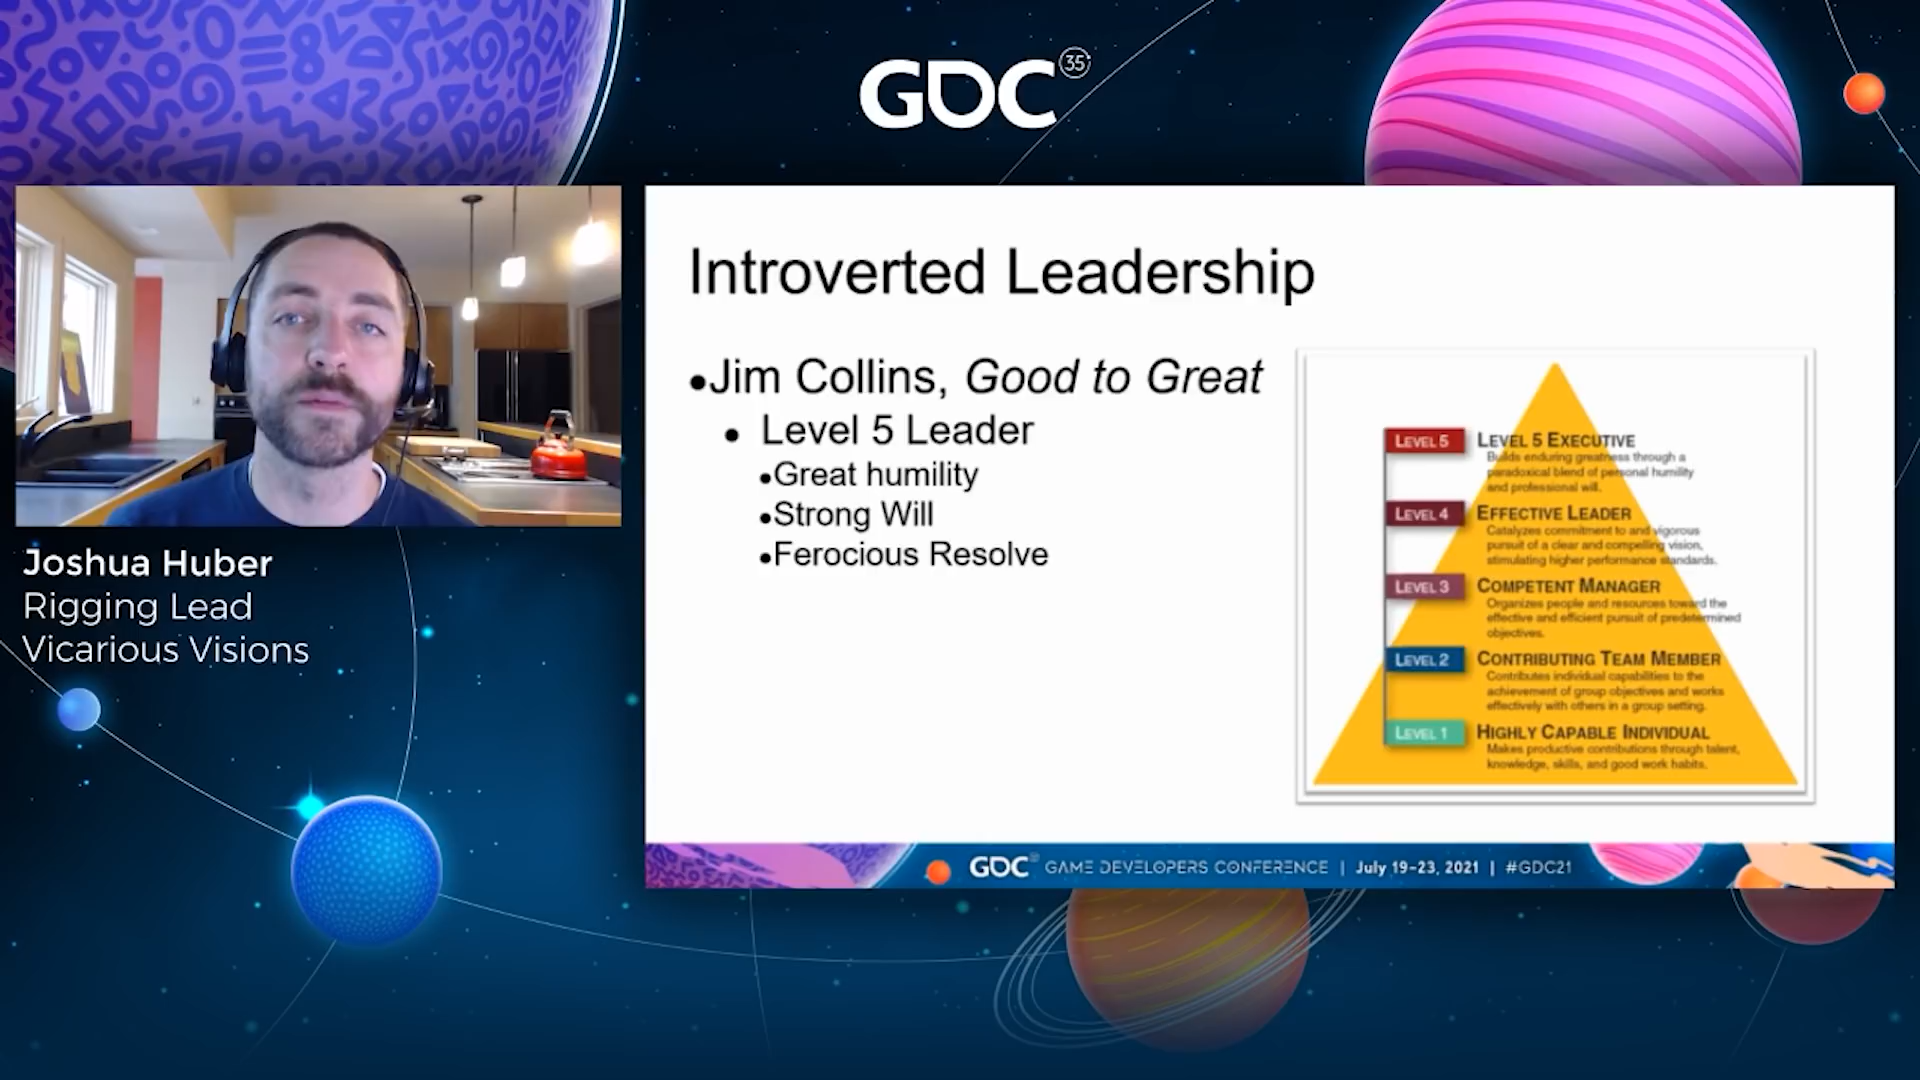 GDC 35
Joshua Huber
Rigging Lead
Vicarious Visions
Introverted Leadership
•Jim Collins, Good to Great
• Level 5 Leader
•Great humility
•Strong Will
•Ferocious Resolve
LEVEL 5 LEVEL 5 EXECUTIVE
Builds enduring greatness through a
paradoxical blend of personal humility
and professional will.
LEVEL 4 EFFECTIVE LEADER
Catalyzes commitment to and vigorous
pursuit of a clear and compelling vision,
stimulating higher performance standards.
LEVEL 3 COMPETENT MANAGER
Organizes people and resources toward the
effective and efficient pursuit of predetermined
objectives.
LEVEL 2 CONTRIBUTING TEAM MEMBER
Contributes individual capabilities to the
achievement of group objectives and works
effectively with others in a group setting.
LEVEL 1 HIGHLY CAPABLE INDIVIDUAL
Makes productive contributions through talent,
knowledge, skills, and good work habits.
GDC GAME DEVELOPERS CONFERENCE | July 19-23, 2021 | #GDC21